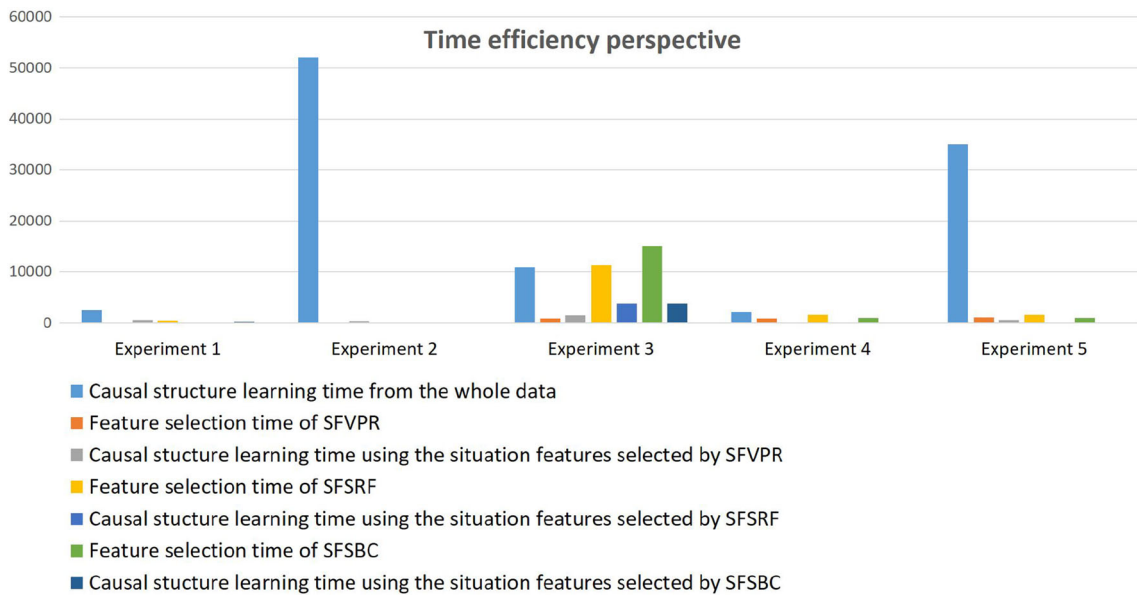 60000
Time efficiency perspective
50000
40000
30000
20000
10000
0
Experiment 1 Experiment 2 Experiment 3 Experiment 4 Experiment 5
Causal structure learning time from the whole data
Feature selection time of SFVPR
Causal stucture learning time using the situation features selected by SFVPR
Feature selection time of SFSRF
Causal stucture learning time using the situation features selected by SFSRF
Feature selection time of SFSBC
Causal stucture learning time using the situation features selected by SFSBC